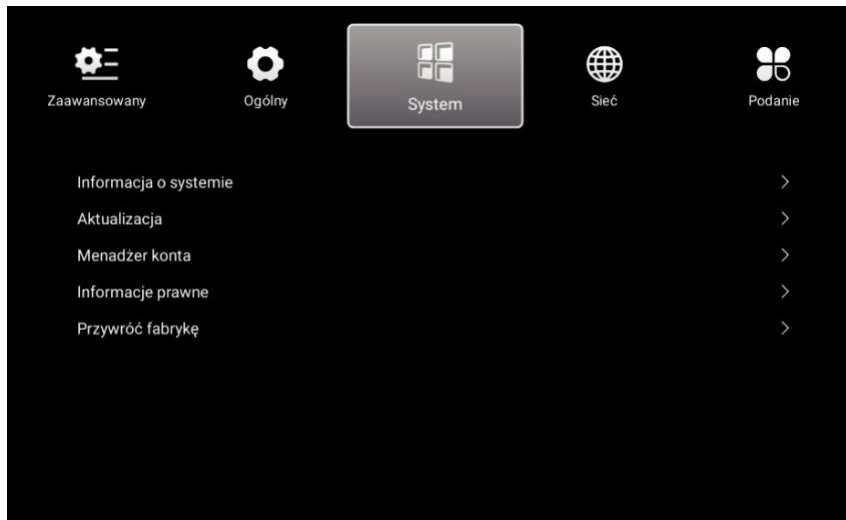 Zaawansowany
Ogólny
System
Sieć
Podanie
Informacja o systemie
Aktualizacja
Menadżer konta
Informacje prawne
Przywróć fabrykę